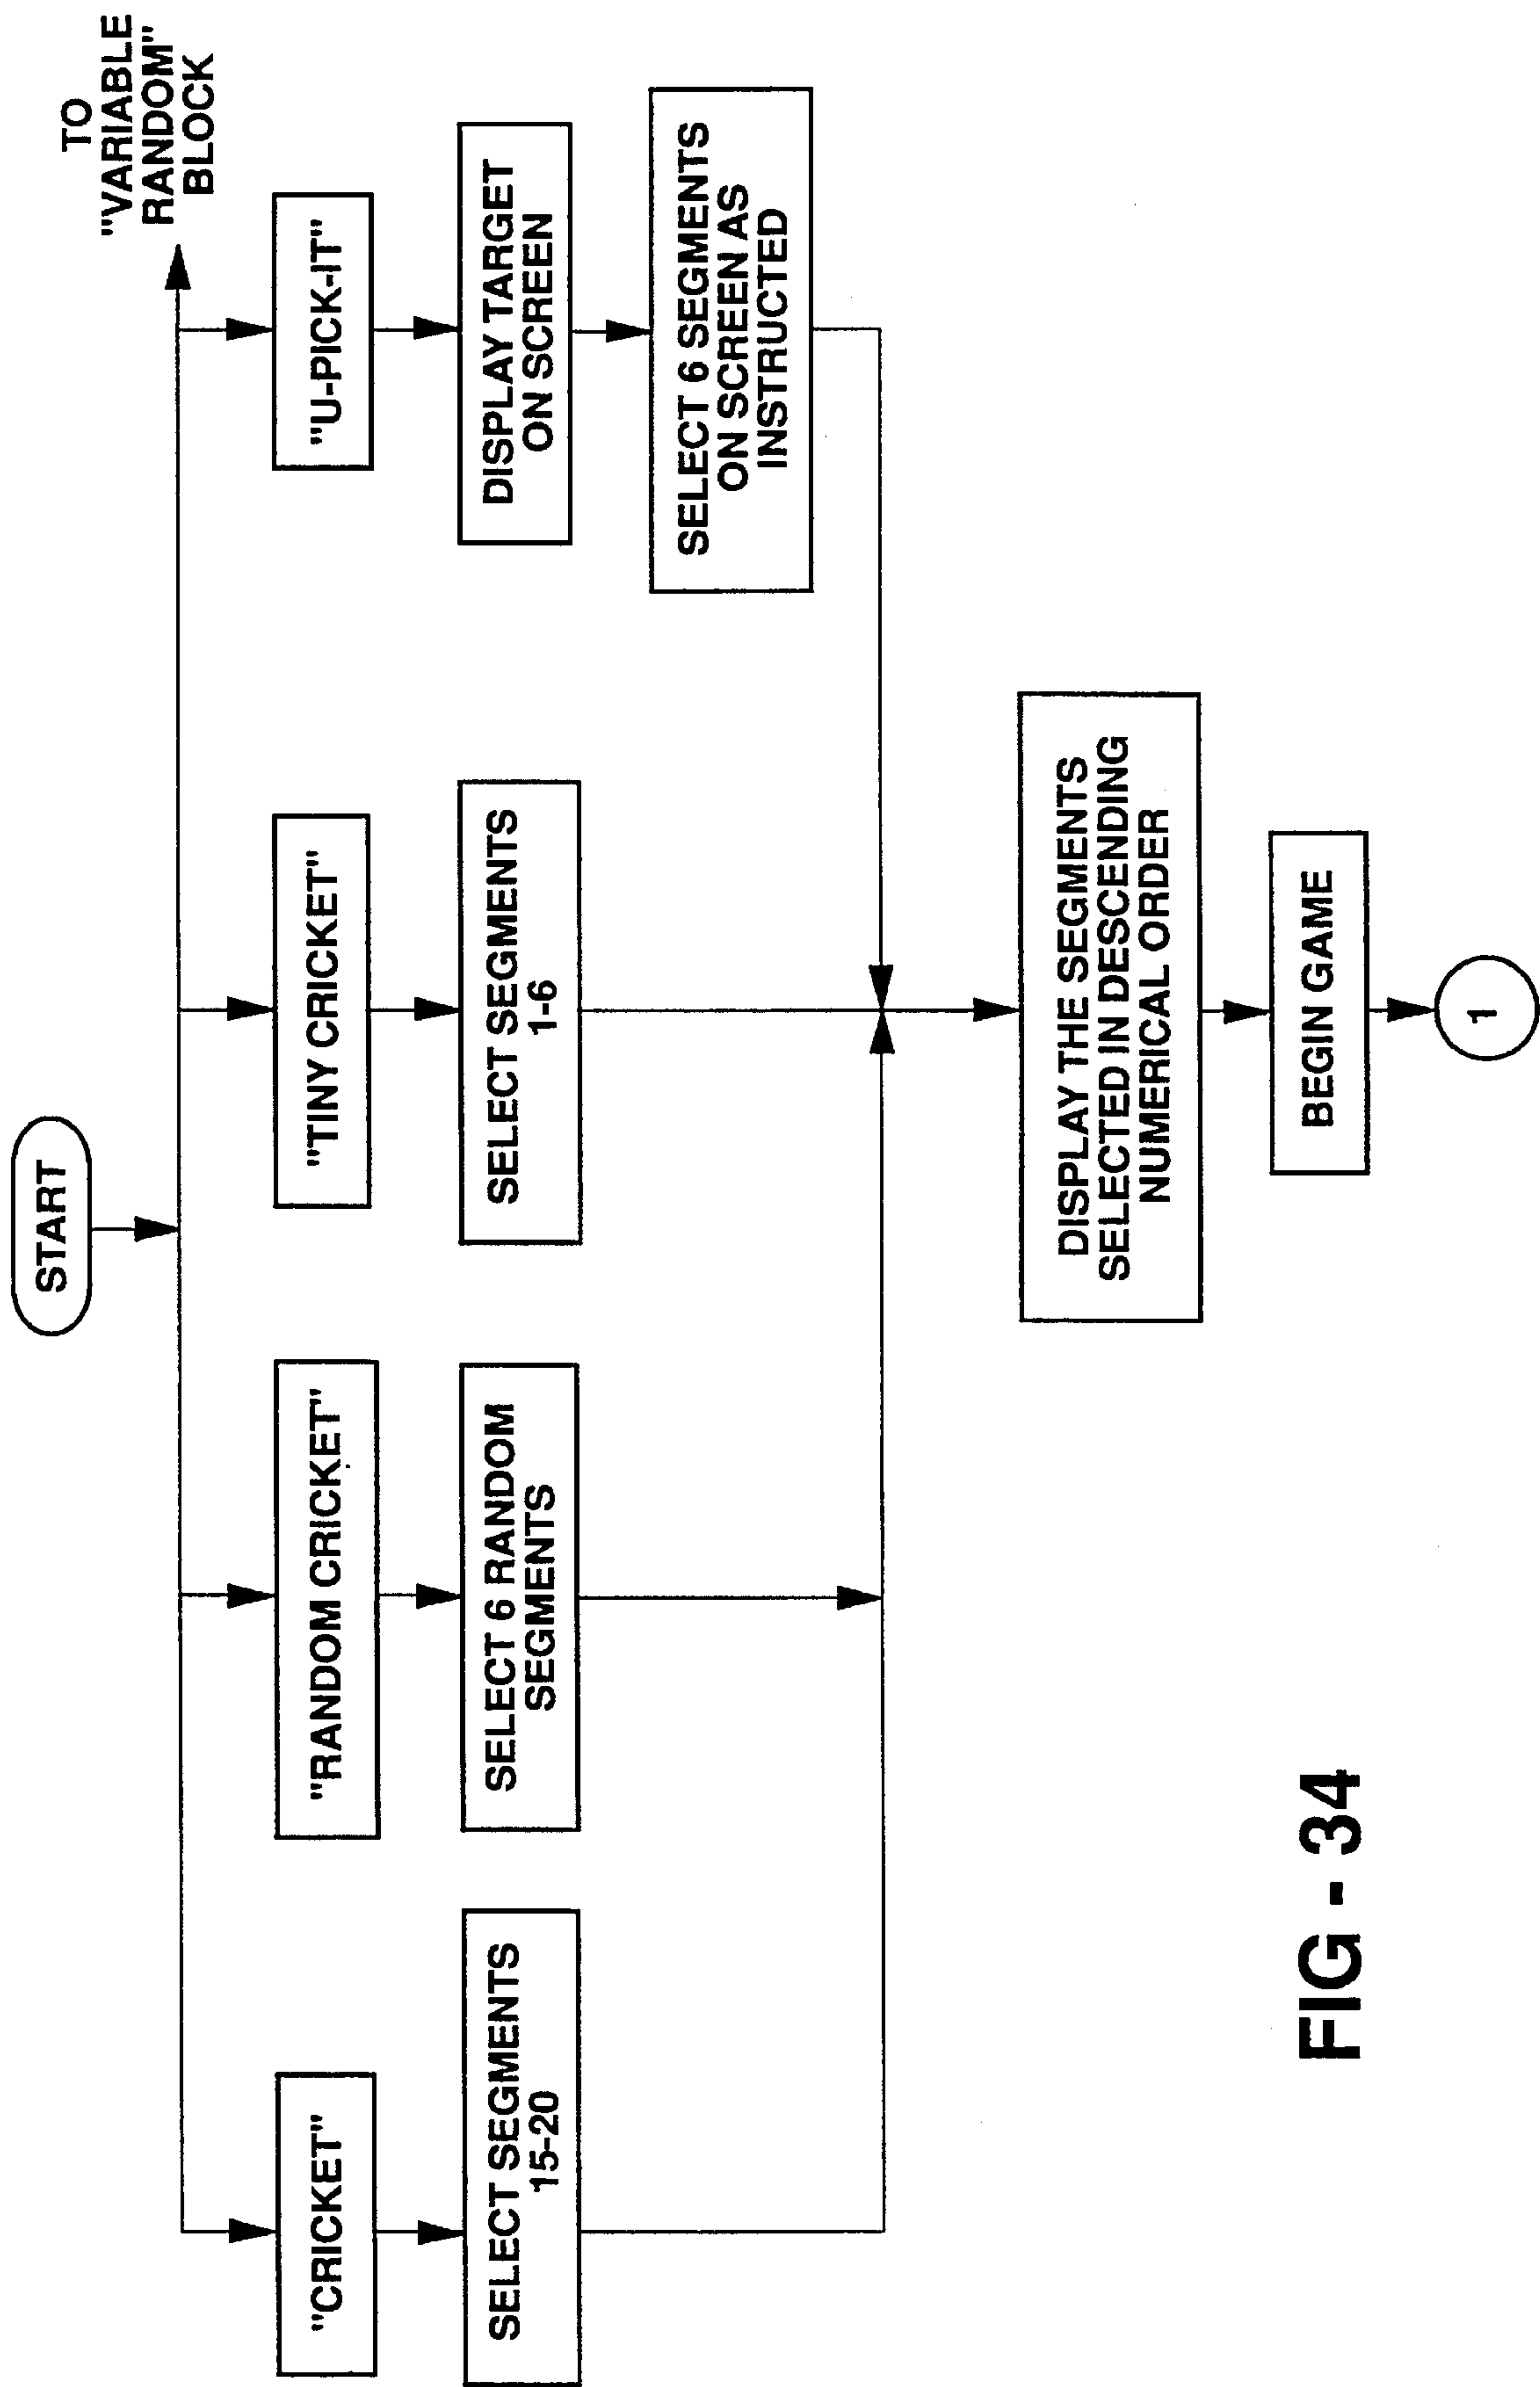 START
TO
"VARIABLE
RANDOM"
BLOCK
"CRICKET"
"RANDOM CRICKET"
"TINY CRICKET"
"U-PICK-IT"
SELECT SEGMENTS
15-20
SELECT 6 RANDOM
SEGMENTS
SELECT SEGMENTS
1-6
DISPLAY TARGET
ON SCREEN
SELECT 6 SEGMENTS
ON SCREEN AS
INSTRUCTED
DISPLAY THE SEGMENTS
SELECTED IN DESCENDING
NUMERICAL ORDER
BEGIN GAME
1
FIG - 34